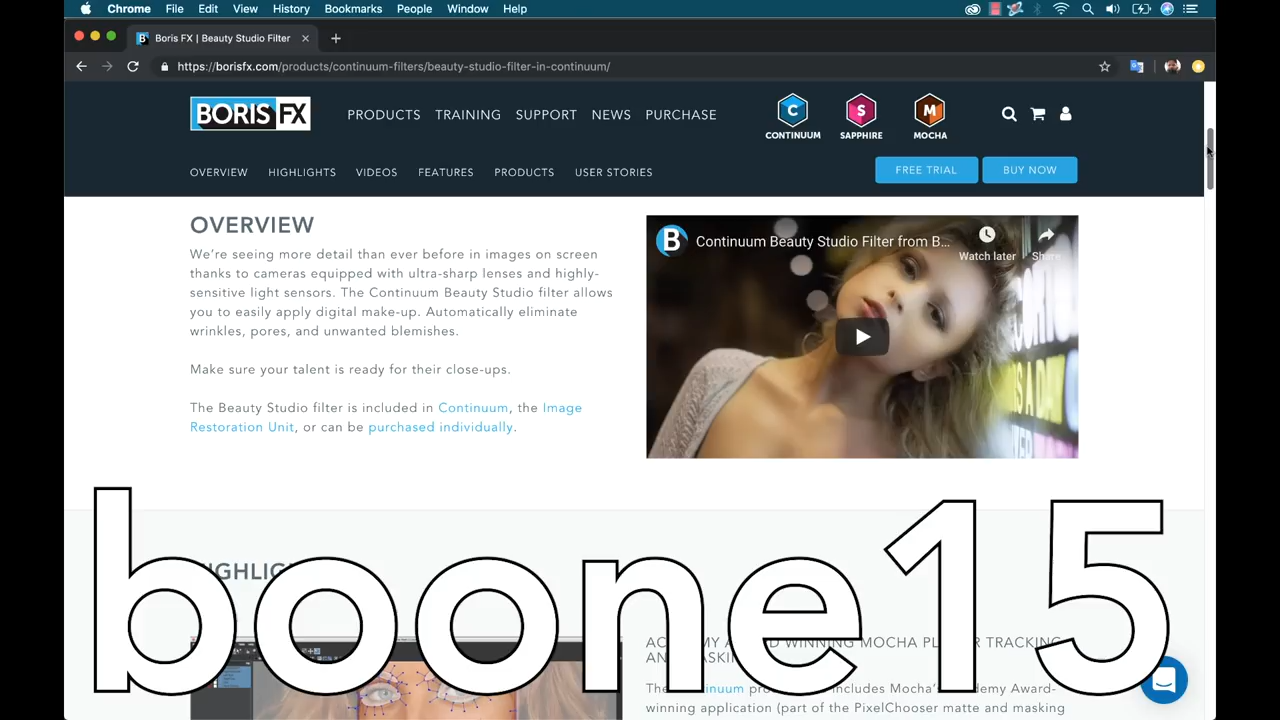 Chrome File Edit View History Bookmarks People Window Help
Boris FX | Beauty Studio Filter
https://borisfx.com/products/continuum-filters/beauty-studio-filter-in-continuum/
BORIS FX PRODUCTS TRAINING SUPPORT NEWS PURCHASE
C S M
CONTINUUM SAPPHIRE MOCHA
OVERVIEW HIGHLIGHTS VIDEOS FEATURES PRODUCTS USER STORIES
FREE TRIAL BUY NOW
OVERVIEW
We're seeing more detail than ever before in images on screen
thanks to cameras equipped with ultra-sharp lenses and highly-
sensitive light sensors. The Continuum Beauty Studio filter allows
you to easily apply digital make-up. Automatically eliminate
wrinkles, pores, and unwanted blemishes.
Make sure your talent is ready for their close-ups.
The Beauty Studio filter is included in Continuum, the Image
Restoration Unit, or can be purchased individually.
B Continuum Beauty Studio Filter from B...
Watch later Share
boone15
TRACKING
Award-
winning application (part of the PixelChooser matte and masking